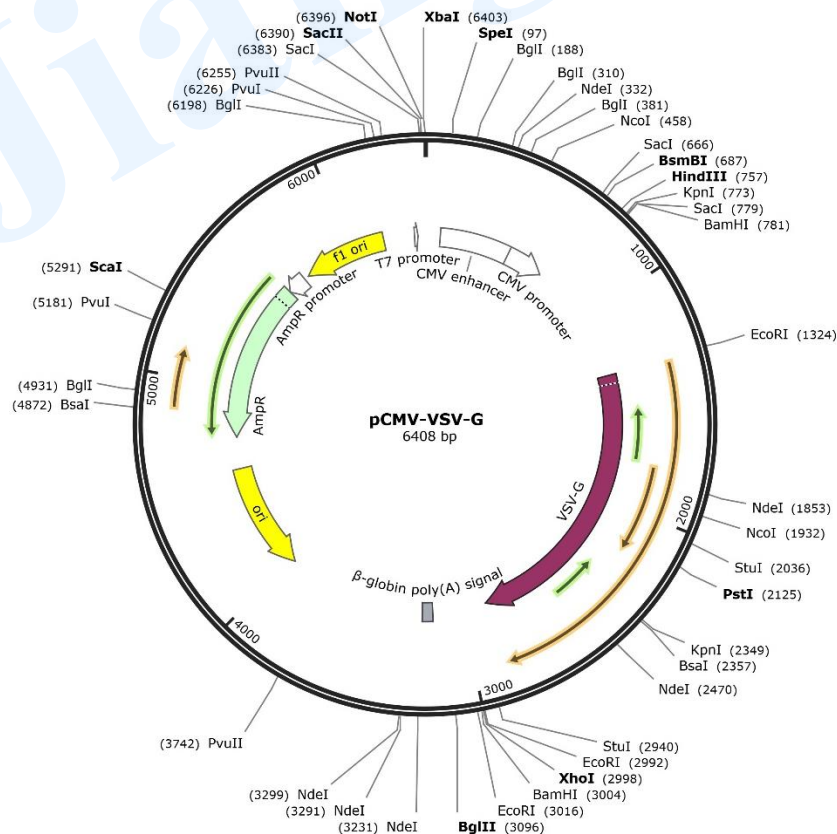 Jiang
(6396) NotI
(6390) SacII
(6383) SacI
(6255) PvuII
(6226) PvuI
(6198) BglI
XbaI (6403)
SpeI (97)
BglI (188)
BglI (310)
NdeI (332)
BglI (381)
NcoI (458)
SacI (666)
BsmBI (687)
HindIII (757)
KpnI (773)
SacI (779)
BamHI (781)
6000
1000
f1 ori
T7 promoter
CMV enhancer
CMV promoter
AmpR promoter
(5291) ScaI
(5181) PvuI
EcoRI (1324)
(4931) BglI
(4872) BsaI
5000
AmpR
pCMV-VSV-G
6408 bp
VSV-G
ori
NdeI (1853)
NcoI (1932)
2000
StuI (2036)
PstI (2125)
β-globin poly(A) signal
4000
KpnI (2349)
BsaI (2357)
NdeI (2470)
3000
(3742) PvuII
StuI (2940)
EcoRI (2992)
XhoI (2998)
BamHI (3004)
EcoRI (3016)
BglII (3096)
(3299) NdeI
(3291) NdeI
(3231) NdeI